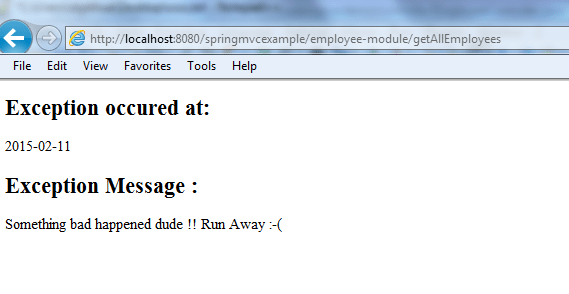 http://localhost:8080/springmvcexample/employee-module/getAllEmployees
File Edit View Favorites Tools Help
Exception occured at:
2015-02-11
Exception Message :
Something bad happened dude !! Run Away :-(